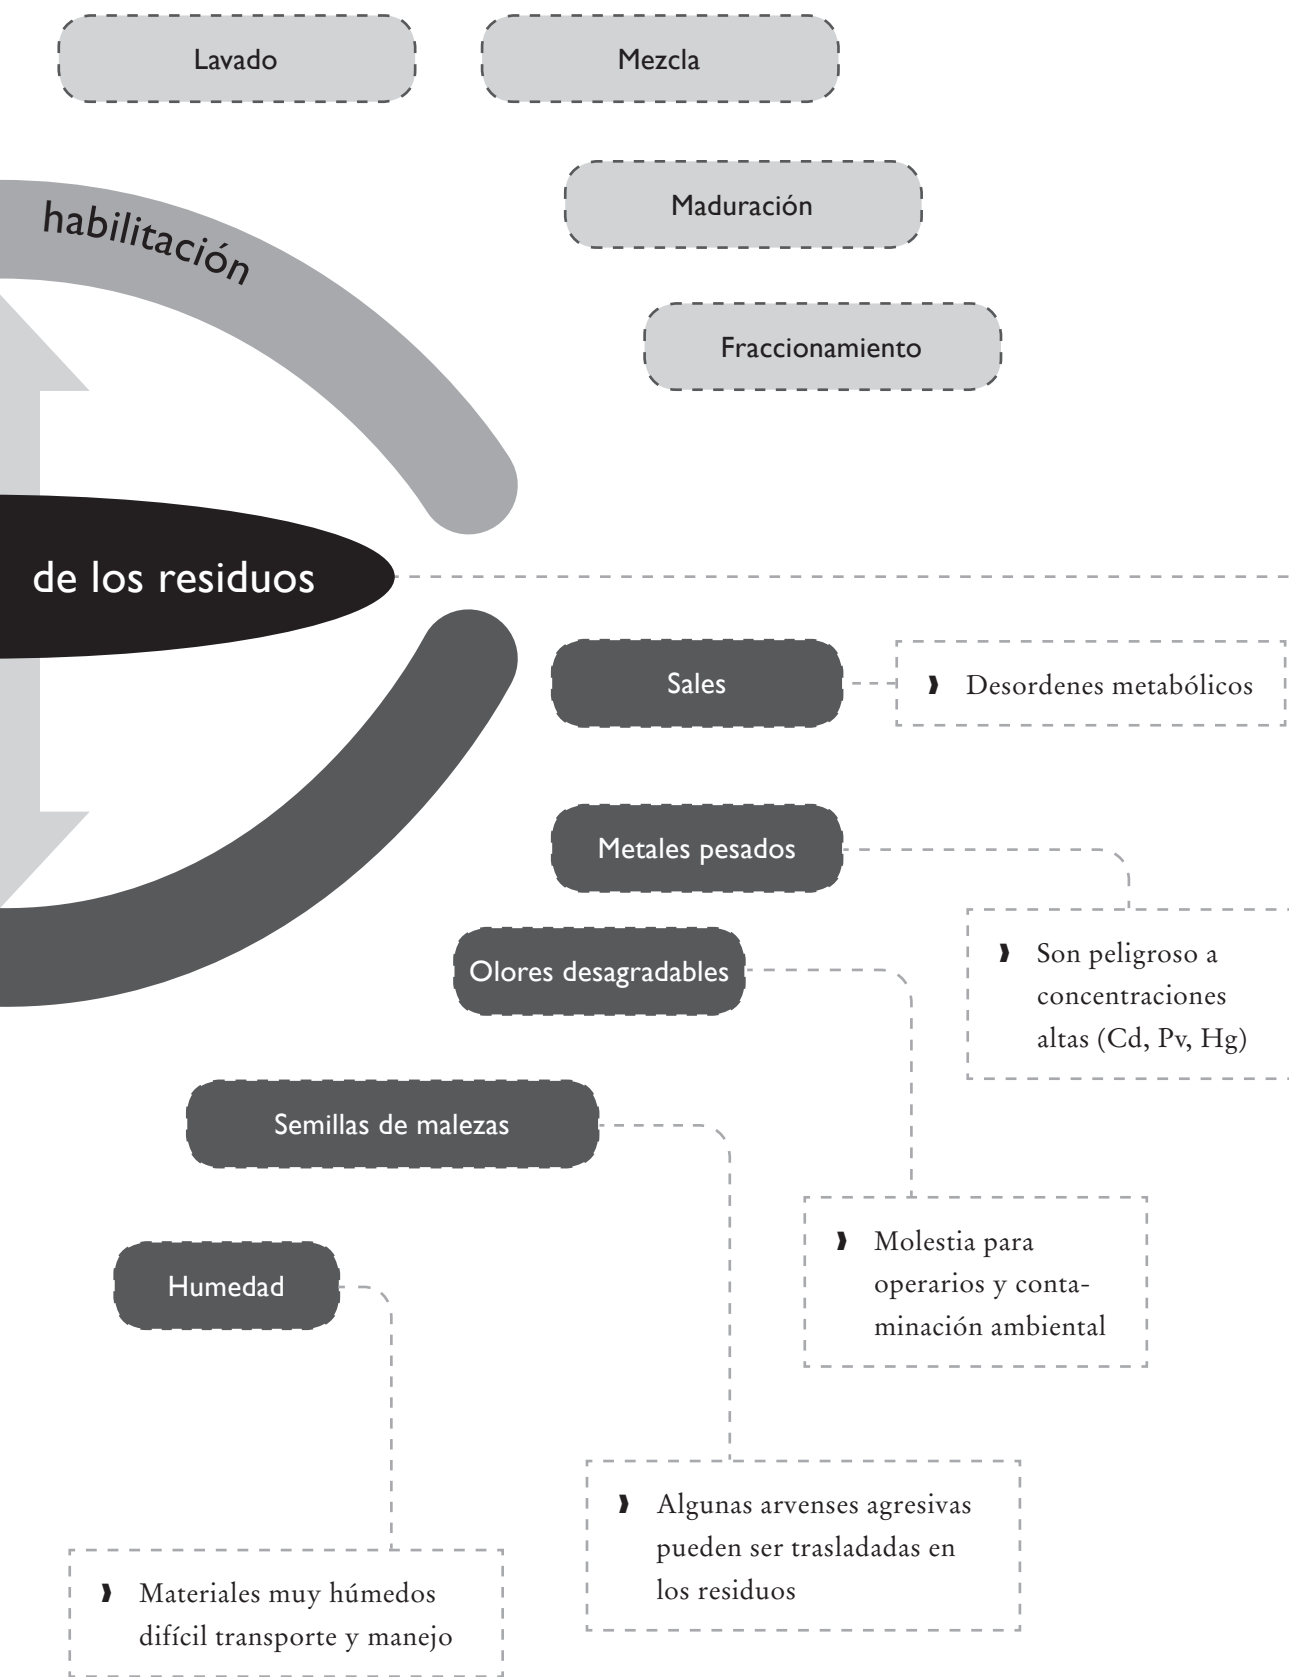 Lavado
Mezcla
Maduración
habilitación
Fraccionamiento
de los residuos
Sales
❱ Desordenes metabólicos
Metales pesados
❱ Son peligroso a
concentraciones
altas (Cd, Pv, Hg)
Olores desagradables
❱ Molestia para
operarios y conta-
minación ambiental
Semillas de malezas
❱ Algunas arvenses agresivas
pueden ser trasladadas en
los residuos
Humedad
❱ Materiales muy húmedos
difícil transporte y manejo